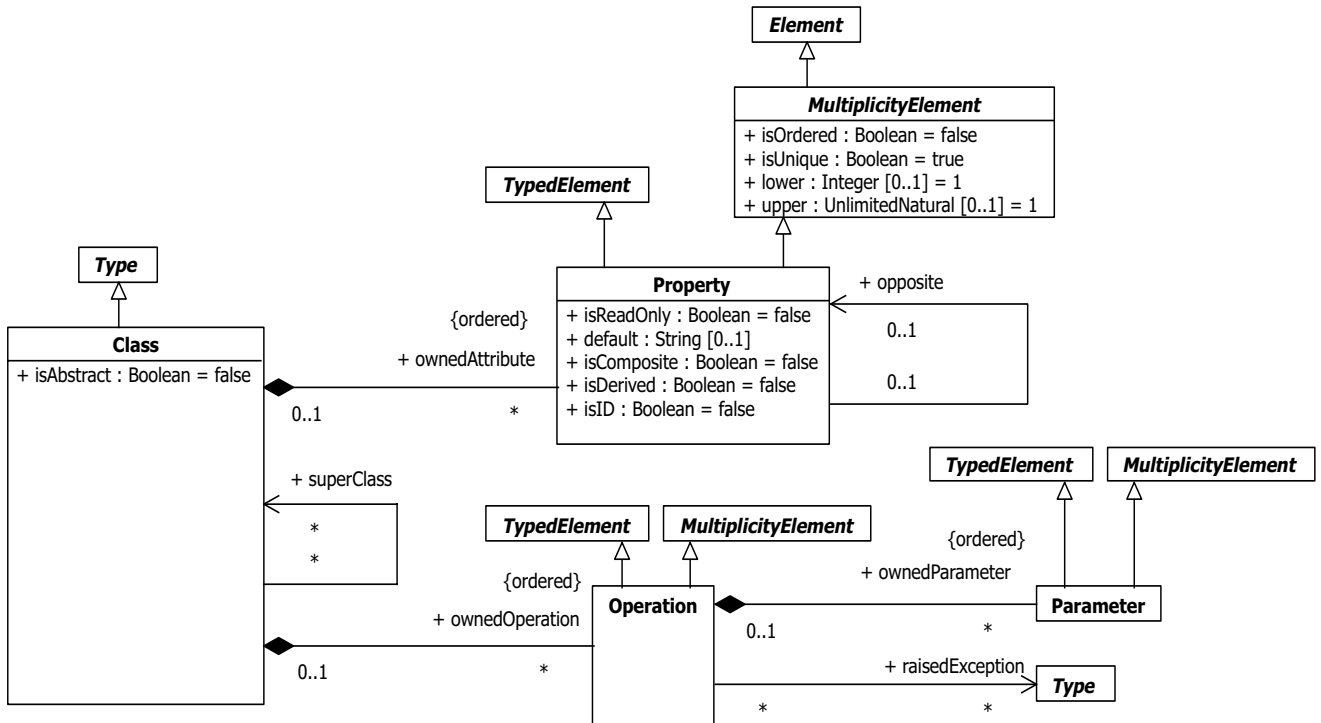 Element
MultiplicityElement
+ isOrdered : Boolean = false
+ isUnique : Boolean = true
+ lower : Integer [0..1] = 1
+ upper : UnlimitedNatural [0..1] = 1
TypedElement
Type
Property
+ isReadOnly : Boolean = false
+ default : String [0..1]
+ isComposite : Boolean = false
+ isDerived : Boolean = false
+ isID : Boolean = false
+ opposite
0..1
0..1
Class
+ isAbstract : Boolean = false
{ordered}
+ ownedAttribute
0..1
*
+ superClass
*
*
TypedElement
MultiplicityElement
{ordered}
+ ownedOperation
0..1
*
Operation
TypedElement
MultiplicityElement
{ordered}
+ ownedParameter
0..1
*
Parameter
+ raisedException
*
*
Type